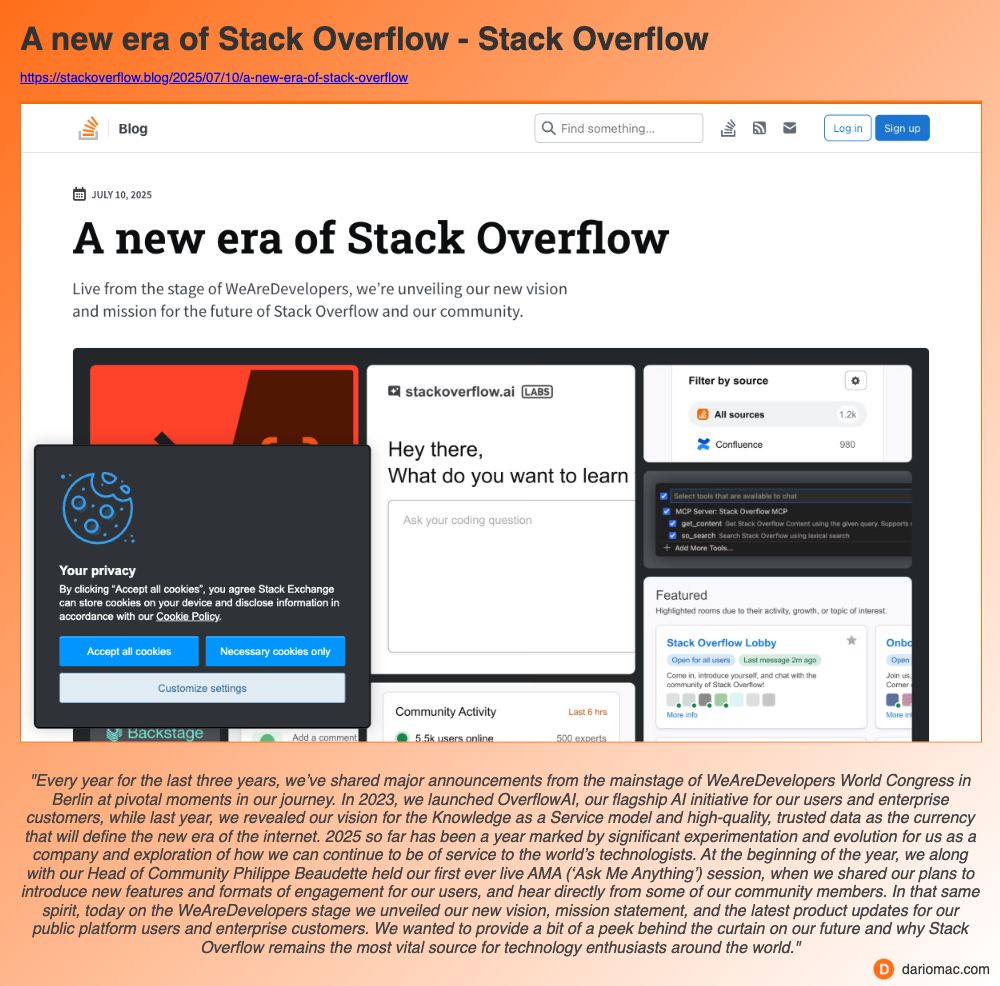 A new era of Stack Overflow - Stack Overflow
https://stackoverflow.blog/2025/07/10/a-new-era-of-stack-overflow
Blog
Find something...
Log in
Sign up
JULY 10, 2025
A new era of Stack Overflow
Live from the stage of WeAreDevelopers, we’re unveiling our new vision
and mission for the future of Stack Overflow and our community.
stackoverflow.ai LABS
Hey there,
What do you want to learn
Ask your coding question
Filter by source
All sources 1.2k
Confluence 980
Select tools that are available to chat
MCP Server: Stack Overflow MCP
get_content Get Stack Overflow Content using the given query. Supports
so_search Search Stack Overflow using lexical search
Add More Tools...
Featured
Highlighted rooms due to their activity, growth, or topic of interest.
Stack Overflow Lobby
Open for all users Last message 2m ago
Come in, introduce yourself, and chat with the
community of Stack Overflow!
More info
Onbo
Open
Join us,
Corner
More in
Your privacy
By clicking “Accept all cookies”, you agree Stack Exchange
can store cookies on your device and disclose information in
accordance with our Cookie Policy.
Accept all cookies
Necessary cookies only
Customize settings
Backstage
Add a comment
Community Activity Last 6 hrs
5.5k users online 500 experts
"Every year for the last three years, we’ve shared major announcements from the mainstage of WeAreDevelopers World Congress in
Berlin at pivotal moments in our journey. In 2023, we launched OverflowAI, our flagship AI initiative for our users and enterprise
customers, while last year, we revealed our vision for the Knowledge as a Service model and high-quality, trusted data as the currency
that will define the new era of the internet. 2025 so far has been a year marked by significant experimentation and evolution for us as a
company and exploration of how we can continue to be of service to the world’s technologists. At the beginning of the year, we along
with our Head of Community Philippe Beaudette held our first ever live AMA (‘Ask Me Anything’) session, when we shared our plans to
introduce new features and formats of engagement for our users, and hear directly from some of our community members. In that same
spirit, today on the WeAreDevelopers stage we unveiled our new vision, mission statement, and the latest product updates for our
public platform users and enterprise customers. We wanted to provide a bit of a peek behind the curtain on our future and why Stack
Overflow remains the most vital source for technology enthusiasts around the world."
D dariomac.com